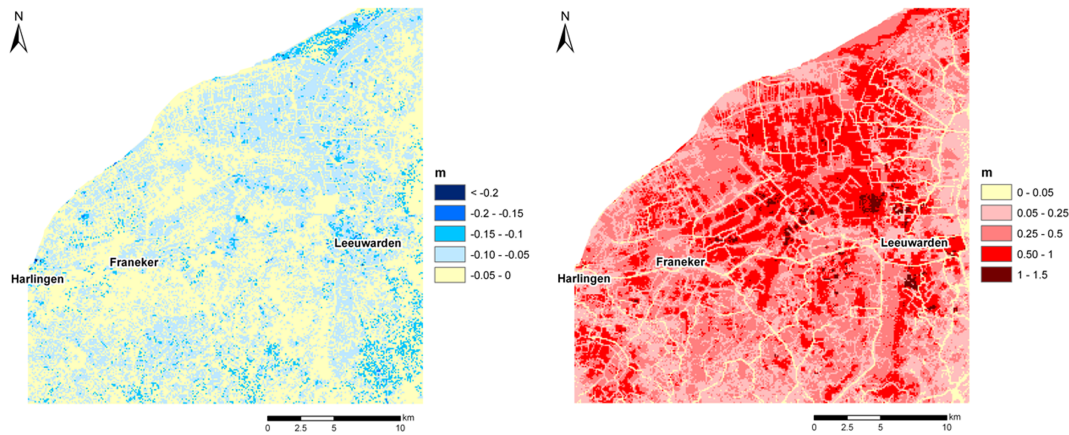 N
m
< -0.2
-0.2 - -0.15
-0.15 - -0.1
-0.10 - -0.05
-0.05 - 0
Leeuwarden
Franeker
Harlingen
km
0 2.5 5 10
N
m
0 - 0.05
0.05 - 0.25
0.25 - 0.5
0.50 - 1
1 - 1.5
Leeuwarden
Franeker
Harlingen
km
0 2.5 5 10